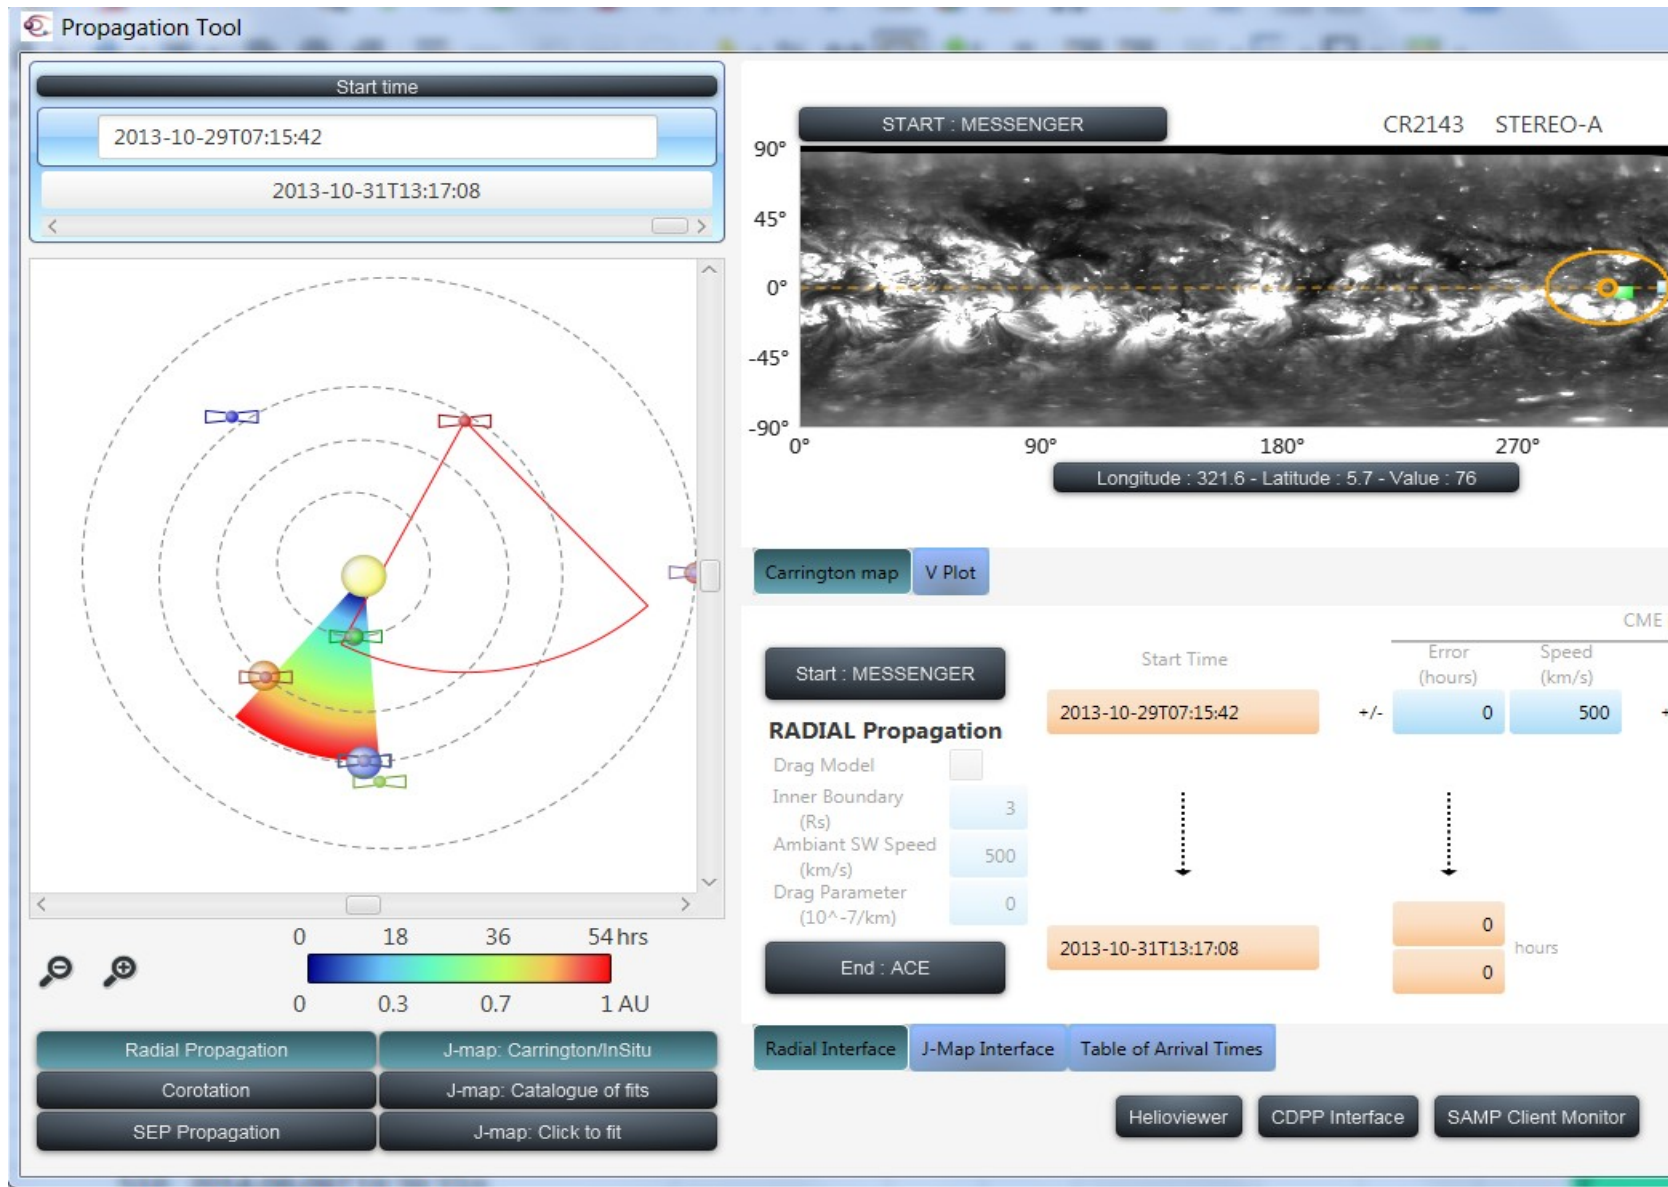 Propagation Tool
Start time
2013-10-29T07:15:42
2013-10-31T13:17:08
0 18 36 54 hrs
0 0.3 0.7 1 AU
Radial Propagation J-map: Carrington/InSitu
Corotation J-map: Catalogue of fits
SEP Propagation J-map: Click to fit
START : MESSENGER CR2143 STEREO-A
90°
45°
0°
-45°
-90°
0° 90° 180° 270°
Longitude : 321.6 - Latitude : 5.7 - Value : 76
Carrington map V Plot
CME
Start : MESSENGER Start Time Error (hours) Speed (km/s)
2013-10-29T07:15:42 +/- 0 500
RADIAL Propagation
Drag Model
Inner Boundary
(Rs) 3
Ambiant SW Speed
(km/s) 500
Drag Parameter
(10^-7/km) 0
End : ACE 2013-10-31T13:17:08 0
0 hours
Radial Interface J-Map Interface Table of Arrival Times
Helioviewer CDPP Interface SAMP Client Monitor